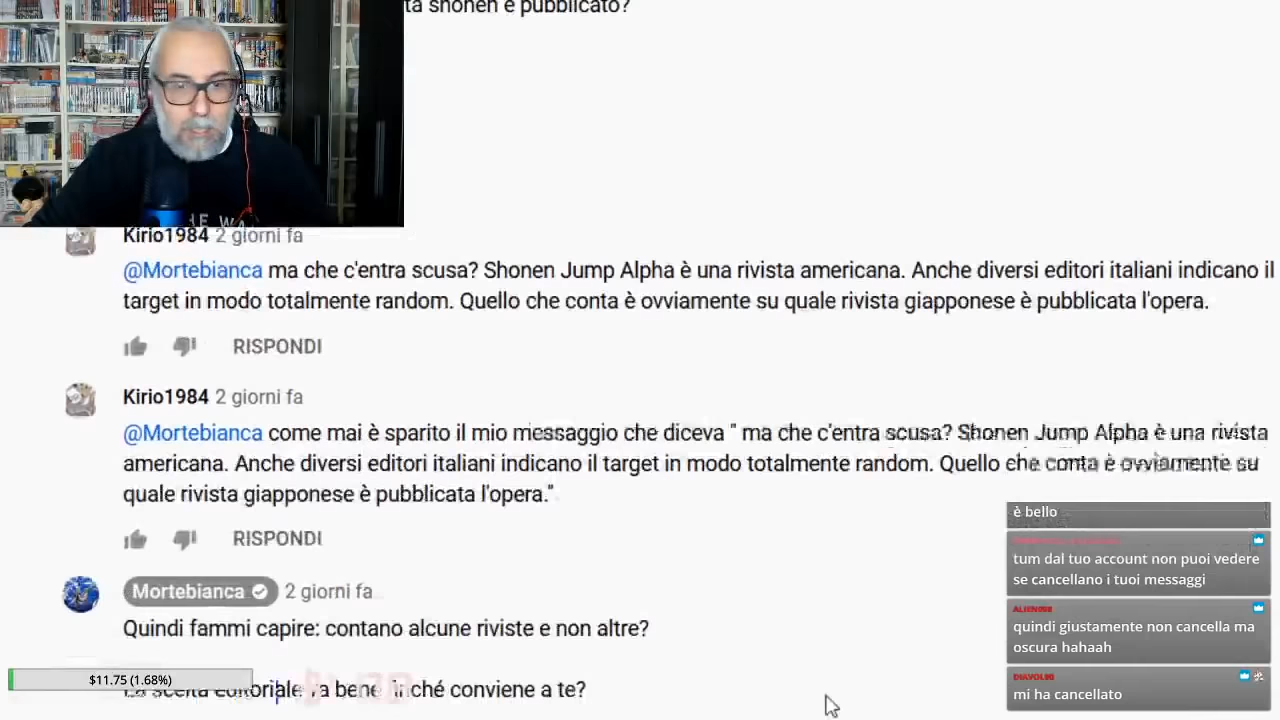 ta shonen è pubblicato?
Kirio1984 2 giorni fa
@Mortebianca ma che c'entra scusa? Shonen Jump Alpha è una rivista americana. Anche diversi editori italiani indicano il
target in modo totalmente random. Quello che conta è ovviamente su quale rivista giapponese è pubblicata l'opera.
RISPONDI
Kirio1984 2 giorni fa
@Mortebianca come mai è sparito il mio messaggio che diceva " ma che c'entra scusa? Shonen Jump Alpha è una rivista
americana. Anche diversi editori italiani indicano il target in modo totalmente random. Quello che conta è ovviamente su
quale rivista giapponese è pubblicata l'opera."
RISPONDI
Mortebianca 2 giorni fa
Quindi fammi capire: contano alcune riviste e non altre?
La scelta editoriale va bene conviene a te?
$11.75 (1.68%)
è bello
tum dal tuo account non puoi vedere
se cancellano i tuoi messaggi
quindi giustamente non cancella ma
oscura hahaah
DIAVOL90
mi ha cancellato